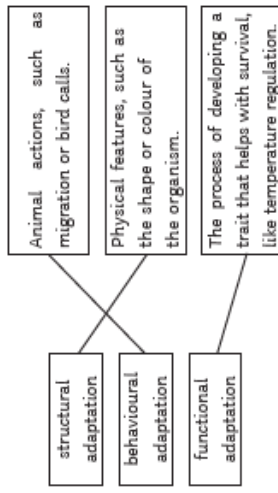 structural
adaptation
behavioural
adaptation
functional
adaptation
Animal actions, such as
migration or bird calls.
Physical features, such as
the shape or colour of
the organism.
The process of developing a
trait that helps with survival,
like temperature regulation.